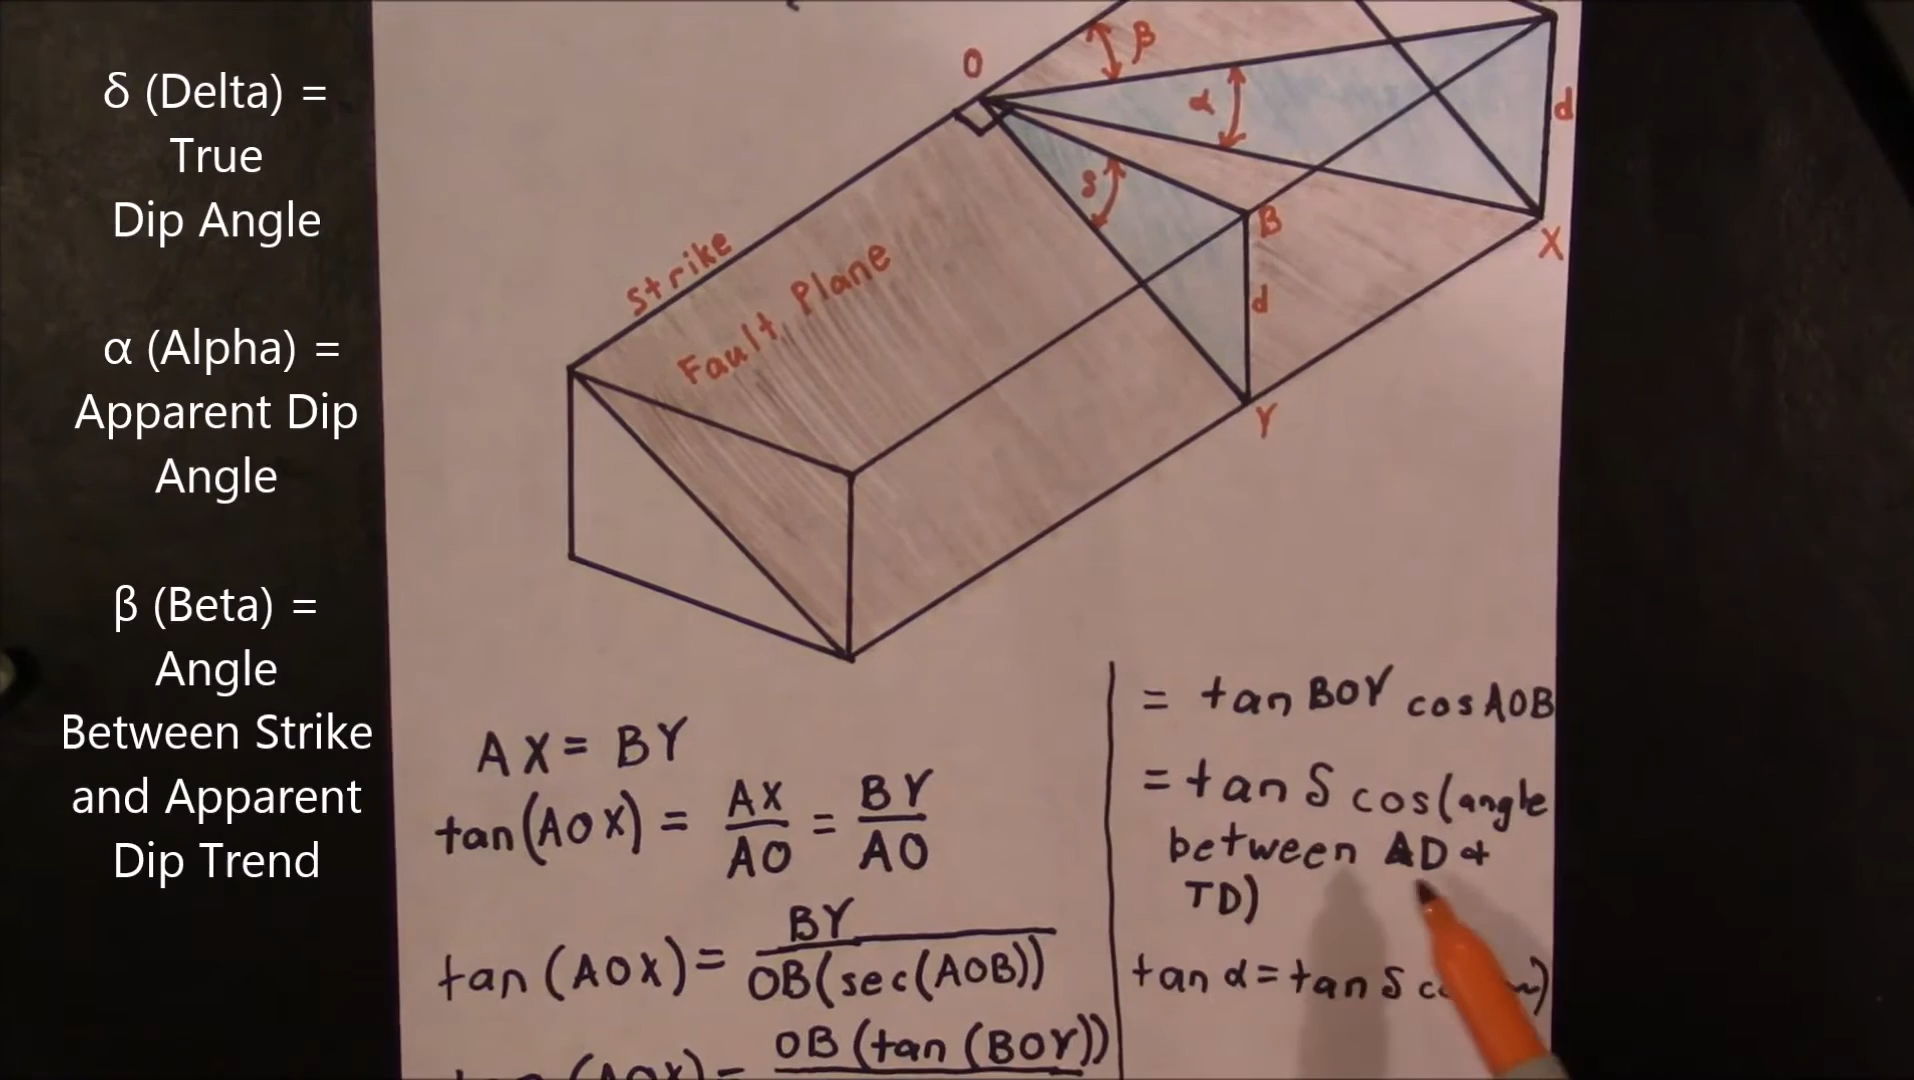 δ (Delta) =
True
Dip Angle
α (Alpha) =
Apparent Dip
Angle
β (Beta) =
Angle
Between Strike
and Apparent
Dip Trend
O
β
α
d
δ
B
X
d
Y
Strike
Fault Plane
AX = BY
tan(AOX) = AX/AO = BY/AO
tan(AOX) = BY/OB(sec(AOB))
tan(AOX) = OB(tan(BOY))
= tan BOY cos AOB
= tan δ cos(angle
between AD +
TD)
tan α = tan δ